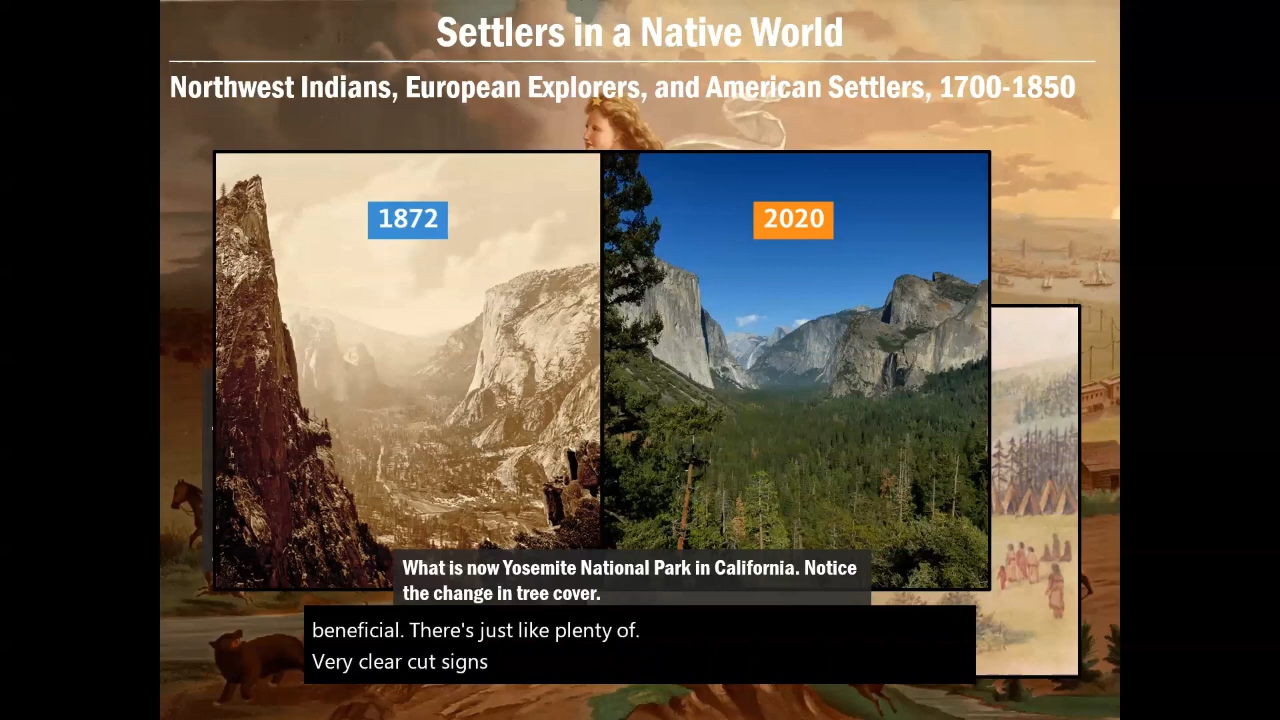 Settlers in a Native World
Northwest Indians, European Explorers, and American Settlers, 1700-1850
1872
2020
What is now Yosemite National Park in California. Notice
the change in tree cover.
beneficial. There's just like plenty of.
Very clear cut signs